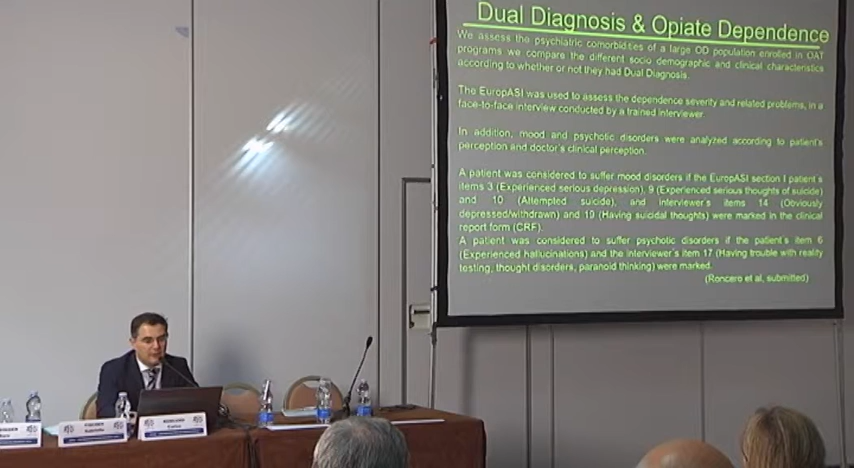 Dual Diagnosis & Opiate Dependence
We assess the psychiatric comorbidities of a large OD population enrolled in OAT
programs we compare the different socio demographic and clinical characteristics
according to whether or not they had Dual Diagnosis.
The EuropASI was used to assess the dependence severity and related problems, in a
face-to-face interview conducted by a trained interviewer.
In addition, mood and psychotic disorders were analyzed according to patient's
perception and doctor's clinical perception.
A patient was considered to suffer mood disorders if the EuropASI section I patient's
items 3 (Experienced serious depression), 9 (Experienced serious thoughts of suicide)
and 10 (Attempted suicide), and interviewer's items 14 (Obviously
depressed/withdrawn) and 19 (Having suicidal thoughts) were marked in the clinical
report form (CRF).
A patient was considered to suffer psychotic disorders if the patient's item 6
(Experienced hallucinations) and the interviewer's item 17 (Having trouble with reality
testing, thought disorders, paranoid thinking) were marked.
(Roncero et al, submitted)
FISCHER
Gabriele
RONCERO
Carlos